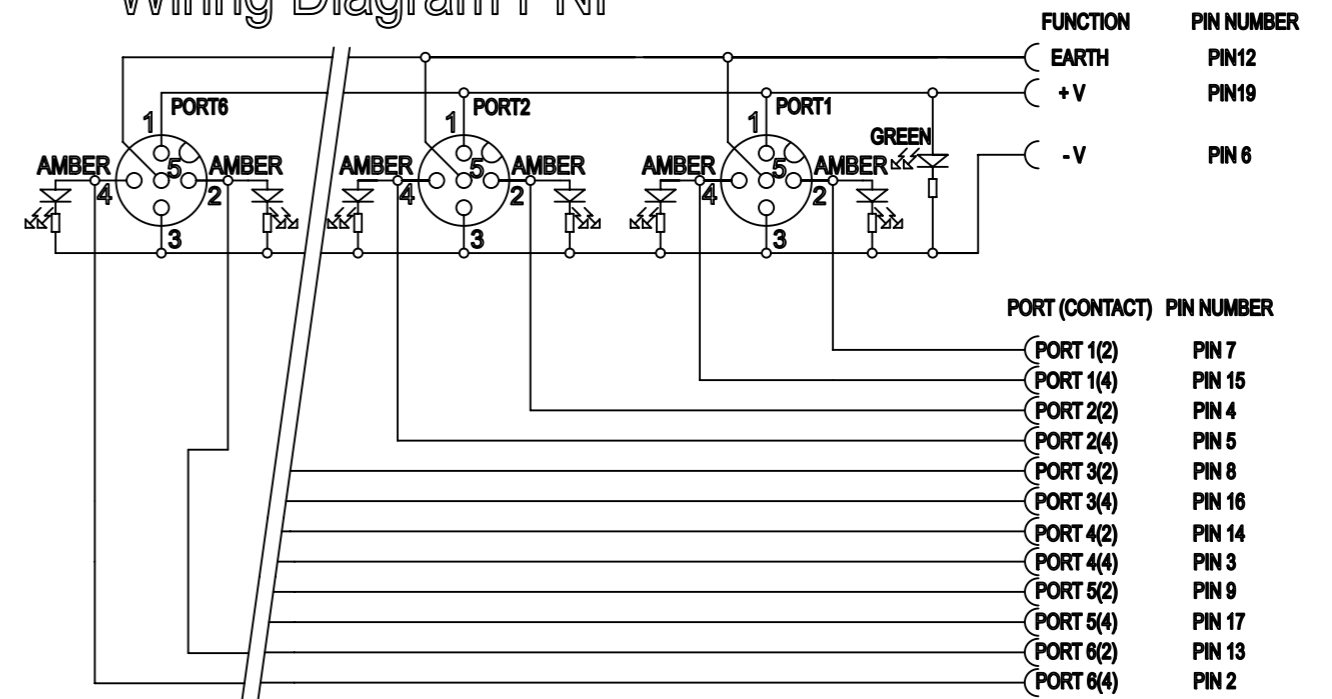 Wiring Diagram PNP
FUNCTION PIN NUMBER
EARTH PIN12
+ V PIN19
- V PIN 6
PORT6 PORT2 PORT1
1 1 1
GREEN
AMBER 5 AMBER AMBER 5 AMBER AMBER 5 AMBER
4 2 4 2 4 2
3 3 3
PORT (CONTACT) PIN NUMBER
PORT 1(2) PIN 7
PORT 1(4) PIN 15
PORT 2(2) PIN 4
PORT 2(4) PIN 5
PORT 3(2) PIN 8
PORT 3(4) PIN 16
PORT 4(2) PIN 14
PORT 4(4) PIN 3
PORT 5(2) PIN 9
PORT 5(4) PIN 17
PORT 6(2) PIN 13
PORT 6(4) PIN 2